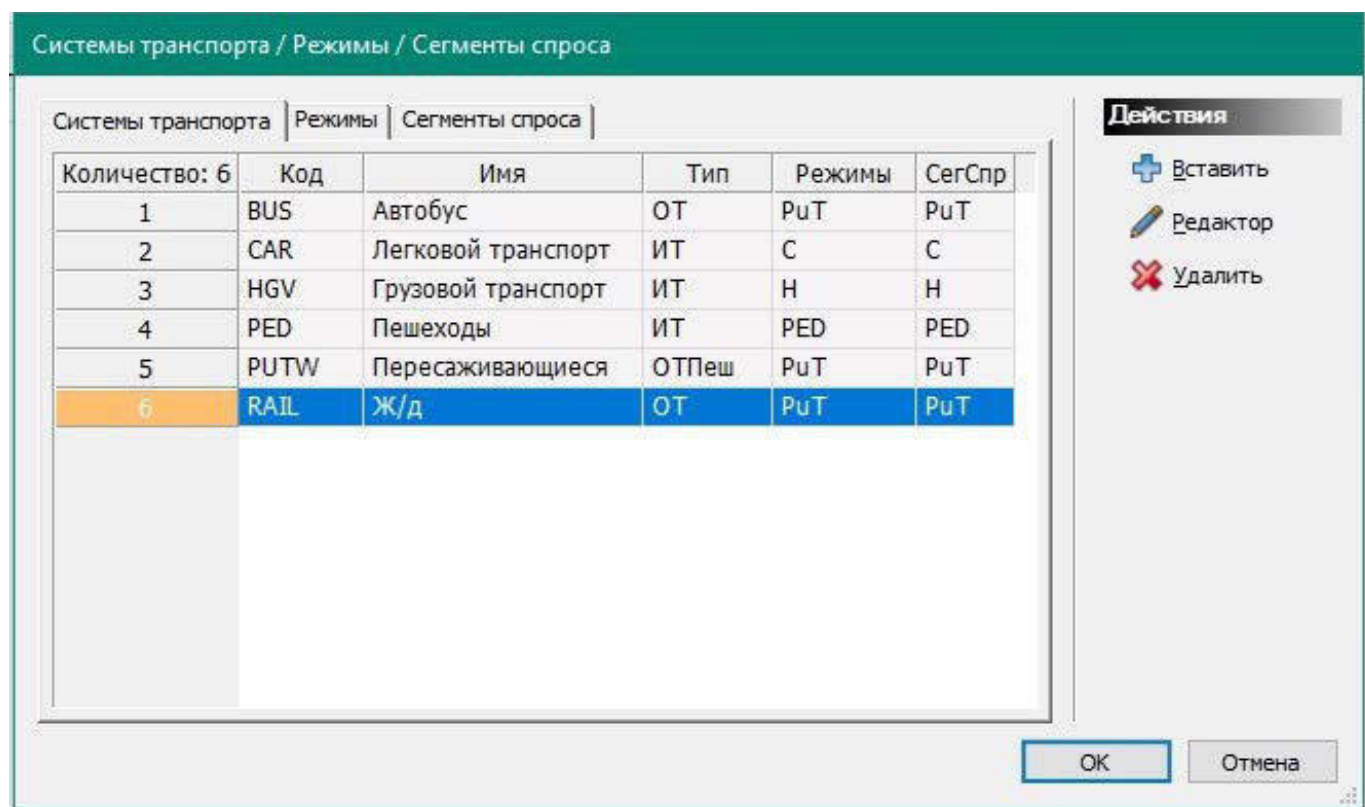 Системы транспорта / Режимы / Сегменты спроса
Системы транспорта Режимы Сегменты спроса
Количество: 6 Код Имя Тип Режимы СегСпр
1 BUS Автобус ОТ PuT PuT
2 CAR Легковой транспорт ИТ C C
3 HGV Грузовой транспорт ИТ H H
4 PED Пешеходы ИТ PED PED
5 PUTW Пересаживающиеся ОТПеш PuT PuT
6 RAIL Ж/д ОТ PuT PuT
Действия
Вставить
Редактор
Удалить
OK Отмена